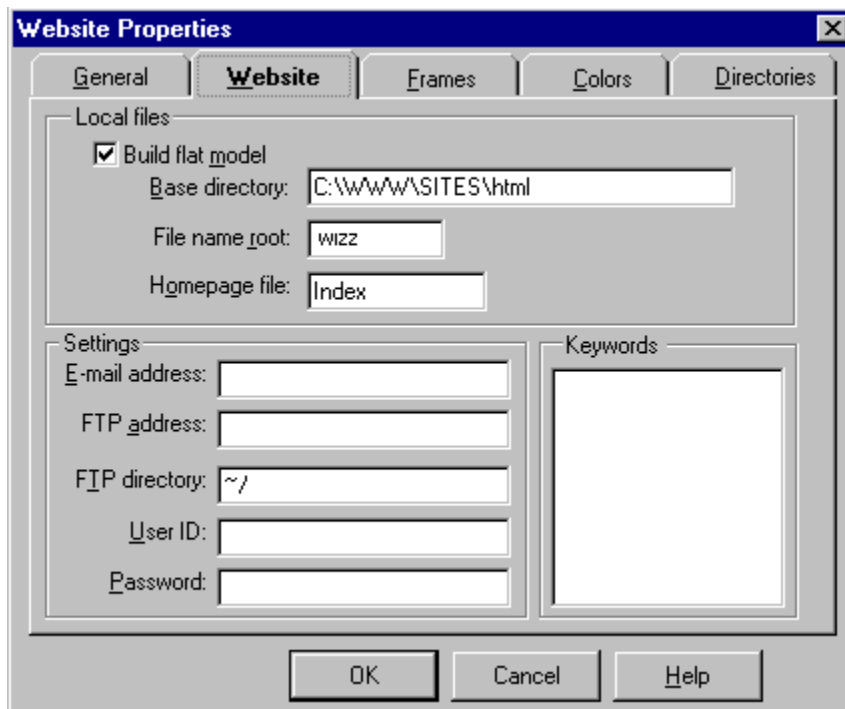 Website Properties
General Website Frames Colors Directories
Local files
Build flat model
Base directory: C:\WWW\SITES\html
File name root: wizz
Homepage file: Index
Settings
E-mail address:
FTP address:
FTP directory: ~/
User ID:
Password:
Keywords
OK Cancel Help